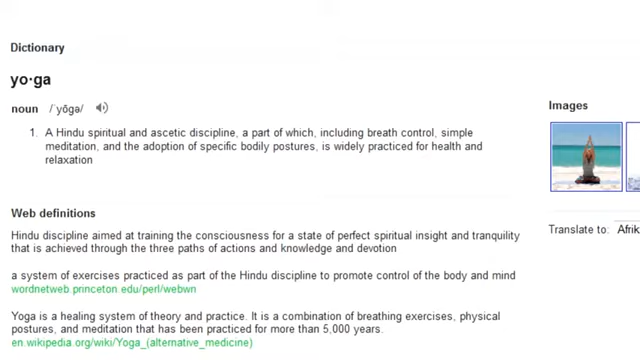 Dictionary
yo·ga
noun /ˈyōgə/
Images
1. A Hindu spiritual and ascetic discipline, a part of which, including breath control, simple
meditation, and the adoption of specific bodily postures, is widely practiced for health and
relaxation
Web definitions
Translate to: Afrik
Hindu discipline aimed at training the consciousness for a state of perfect spiritual insight and tranquility
that is achieved through the three paths of actions and knowledge and devotion
a system of exercises practiced as part of the Hindu discipline to promote control of the body and mind
wordnetweb.princeton.edu/perl/webwn
Yoga is a healing system of theory and practice. It is a combination of breathing exercises, physical
postures, and meditation that has been practiced for more than 5,000 years.
en.wikipedia.org/wiki/Yoga_(alternative_medicine)